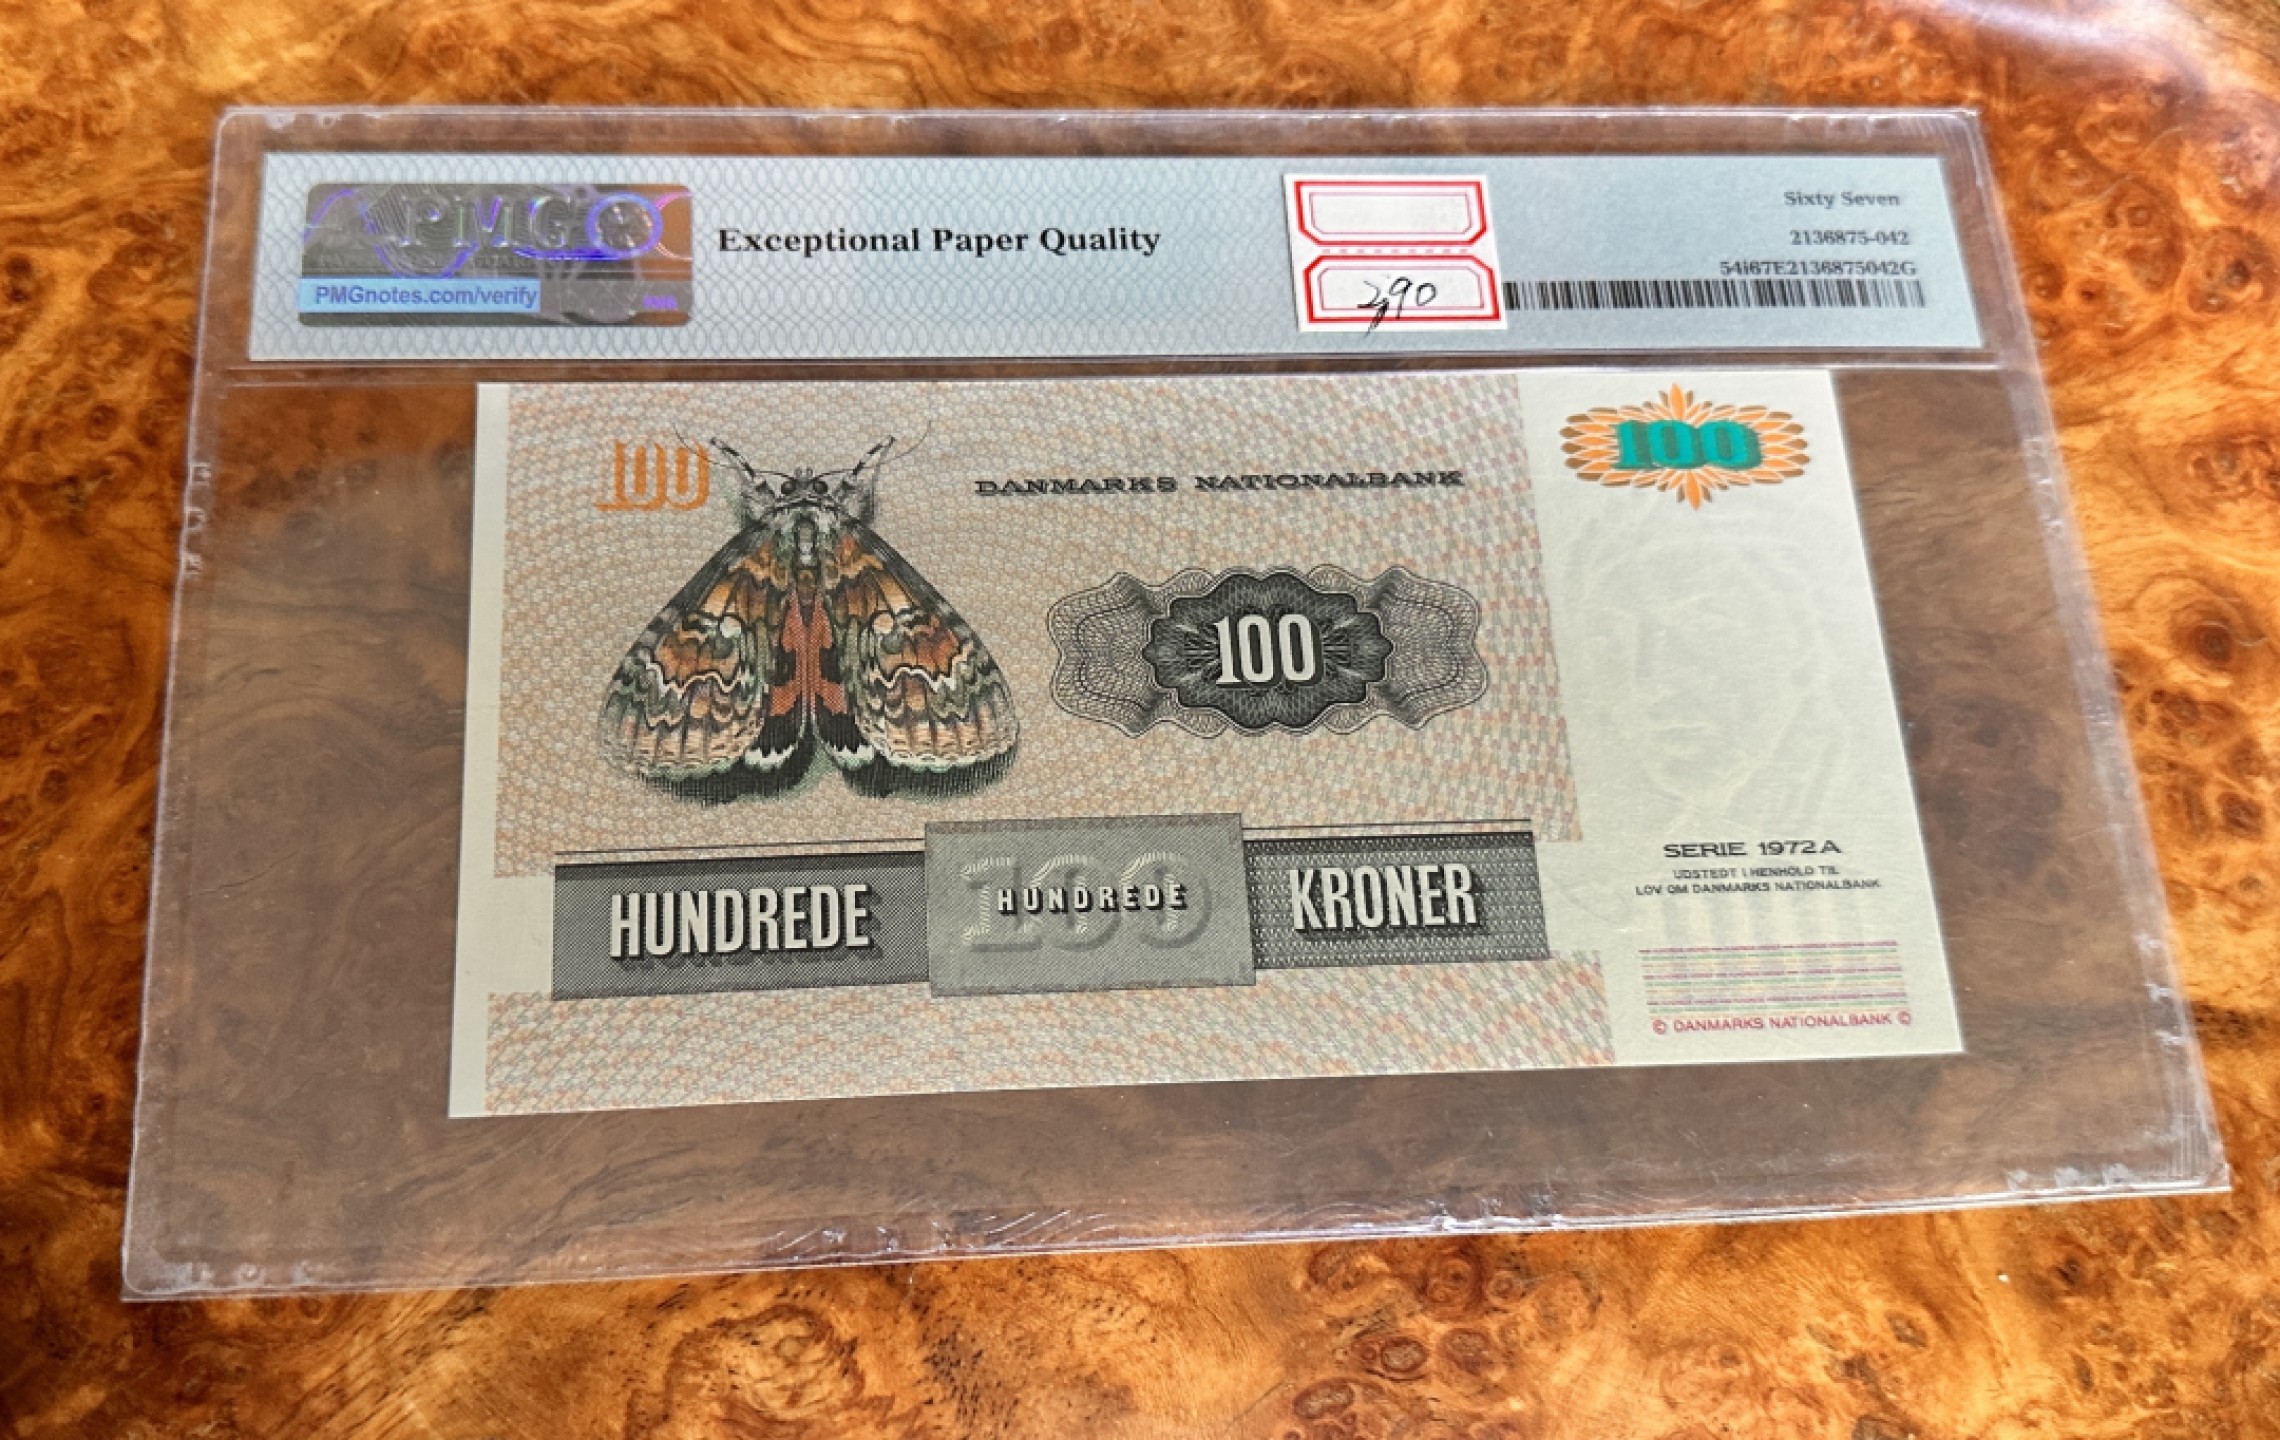 PMG
PMGnotes.com/verify
Exceptional Paper Quality
290
Sixty Seven
2136875-042
54i67E2136875042G
100
DANMARKS NATIONALBANK
100
100
HUNDREDE
100
HUNDREDE
KRONER
SERIE 1972A
UDSTEDT I HENHOLD TIL
LOV OM DANMARKS NATIONALBANK
© DANMARKS NATIONALBANK ©